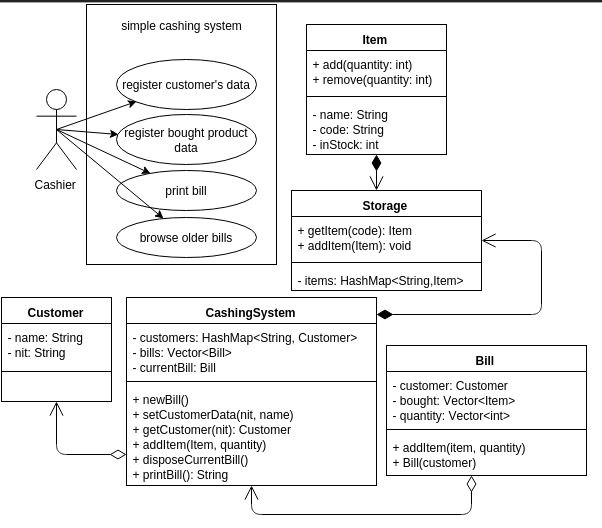 simple cashing system
register customer's data
register bought product
data
print bill
browse older bills
Cashier
Item
+ add(quantity: int)
+ remove(quantity: int)
- name: String
- code: String
- inStock: int
Storage
+ getItem(code): Item
+ addItem(Item): void
- items: HashMap<String,Item>
Customer
- name: String
- nit: String
CashingSystem
- customers: HashMap<String, Customer>
- bills: Vector<Bill>
- currentBill: Bill
+ newBill()
+ setCustomerData(nit, name)
+ getCustomer(nit): Customer
+ addItem(Item, quantity)
+ disposeCurrentBill()
+ printBill(): String
Bill
- customer: Customer
- bought: Vector<Item>
- quantity: Vector<int>
+ addItem(item, quantity)
+ Bill(customer)